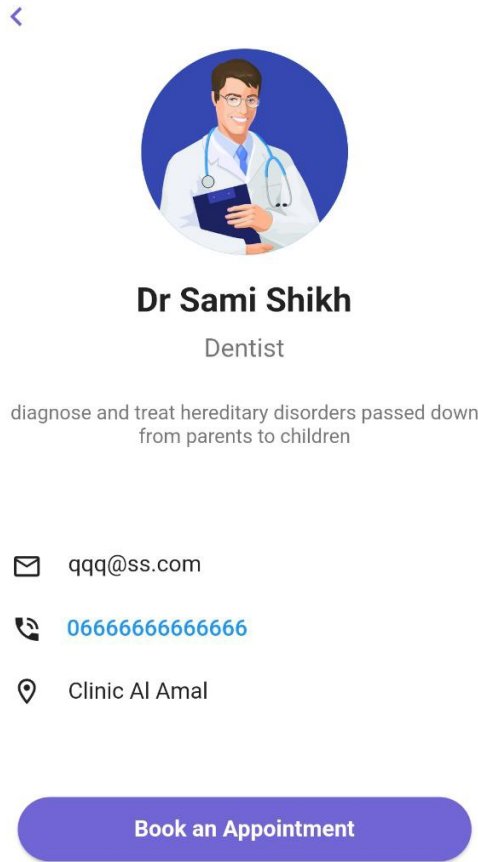 Dr Sami Shikh
Dentist
diagnose and treat hereditary disorders passed down
from parents to children
qqq@ss.com
06666666666666
Clinic Al Amal
Book an Appointment